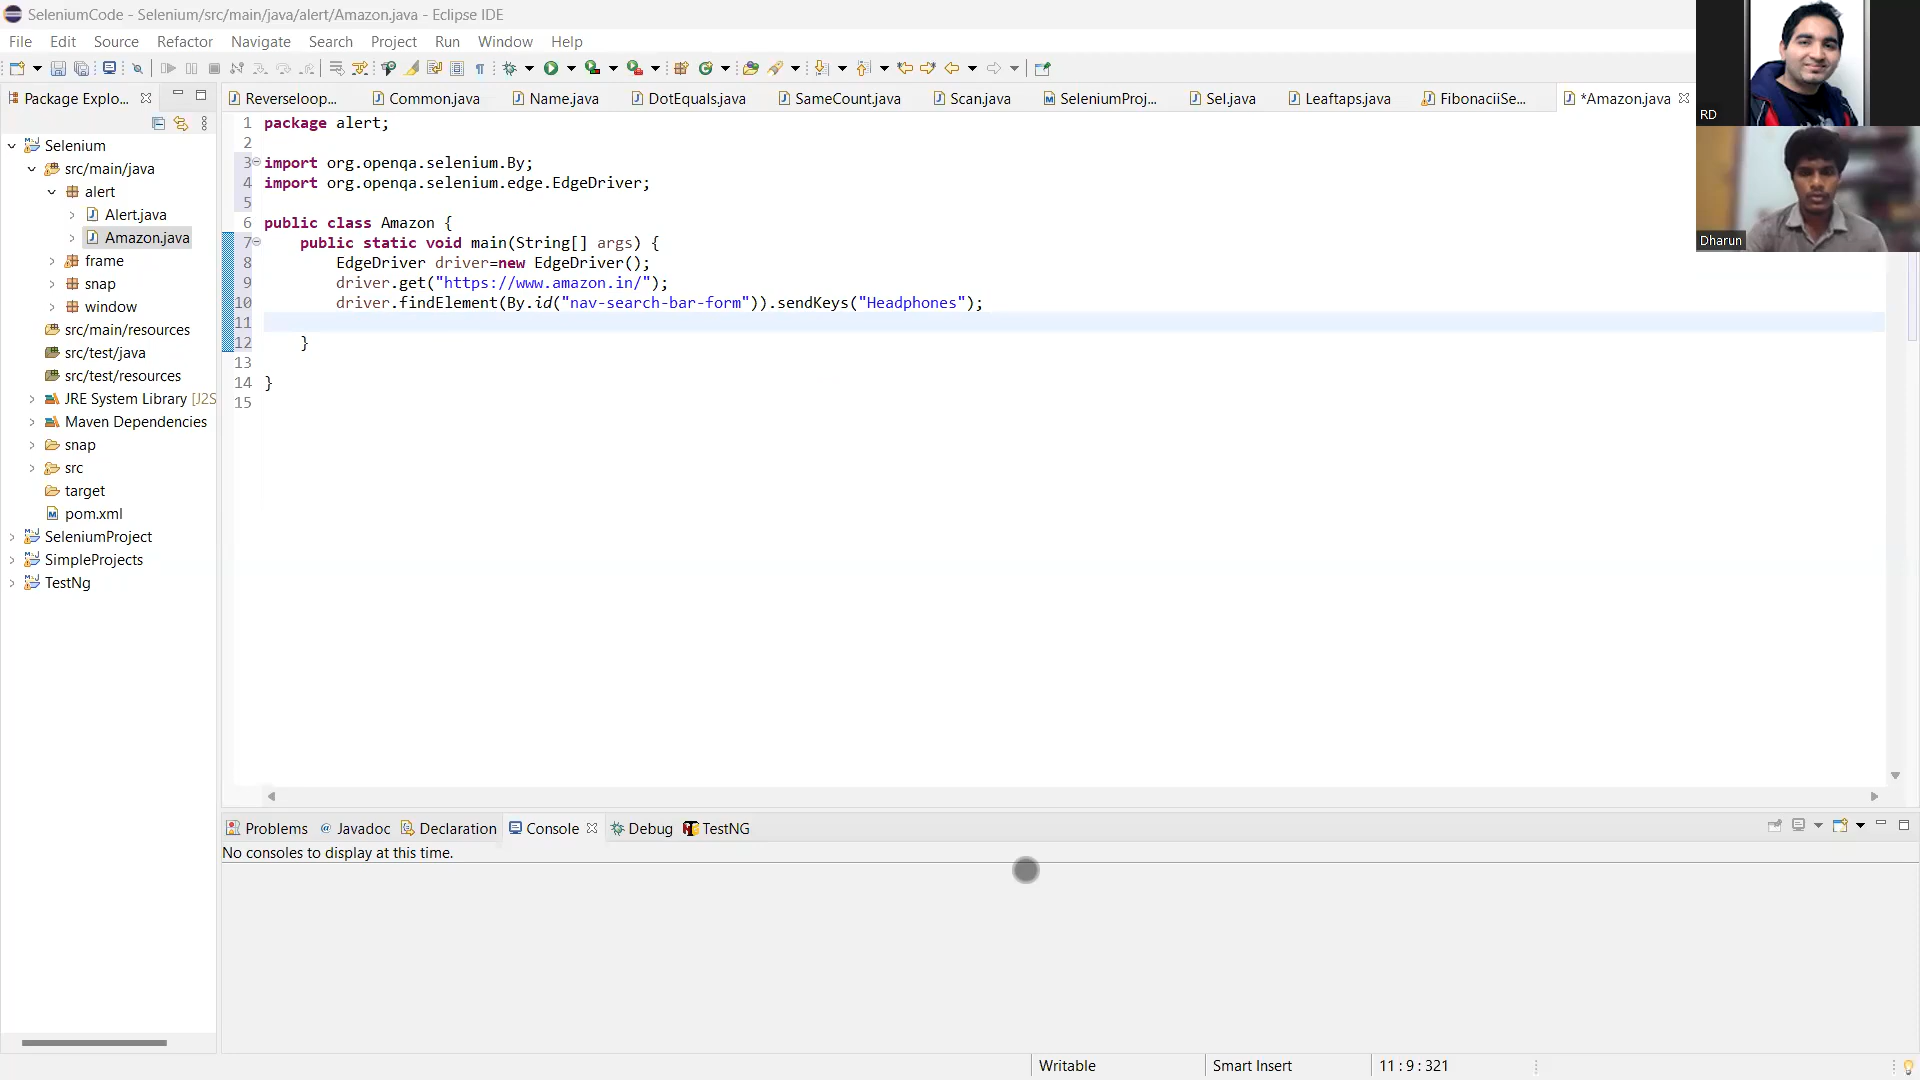 SeleniumCode - Selenium/src/main/java/alert/Amazon.java - Eclipse IDE
File Edit Source Refactor Navigate Search Project Run Window Help
Package Explo...
Reverseloop... Common.java Name.java DotEquals.java SameCount.java Scan.java SeleniumProj... Sel.java Leaftaps.java FibonaciiSe... *Amazon.java
Selenium
src/main/java
alert
Alert.java
Amazon.java
frame
snap
window
src/main/resources
src/test/java
src/test/resources
JRE System Library [J2S
Maven Dependencies
snap
src
target
pom.xml
SeleniumProject
SimpleProjects
TestNg
1 package alert;
2
3 import org.openqa.selenium.By;
4 import org.openqa.selenium.edge.EdgeDriver;
5
6 public class Amazon {
7 public static void main(String[] args) {
8 EdgeDriver driver=new EdgeDriver();
9 driver.get("https://www.amazon.in/");
10 driver.findElement(By.id("nav-search-bar-form")).sendKeys("Headphones");
11
12 }
13
14 }
15
RD
Dharun
Problems @ Javadoc Declaration Console Debug TestNG
No consoles to display at this time.
Writable Smart Insert 11 : 9 : 321